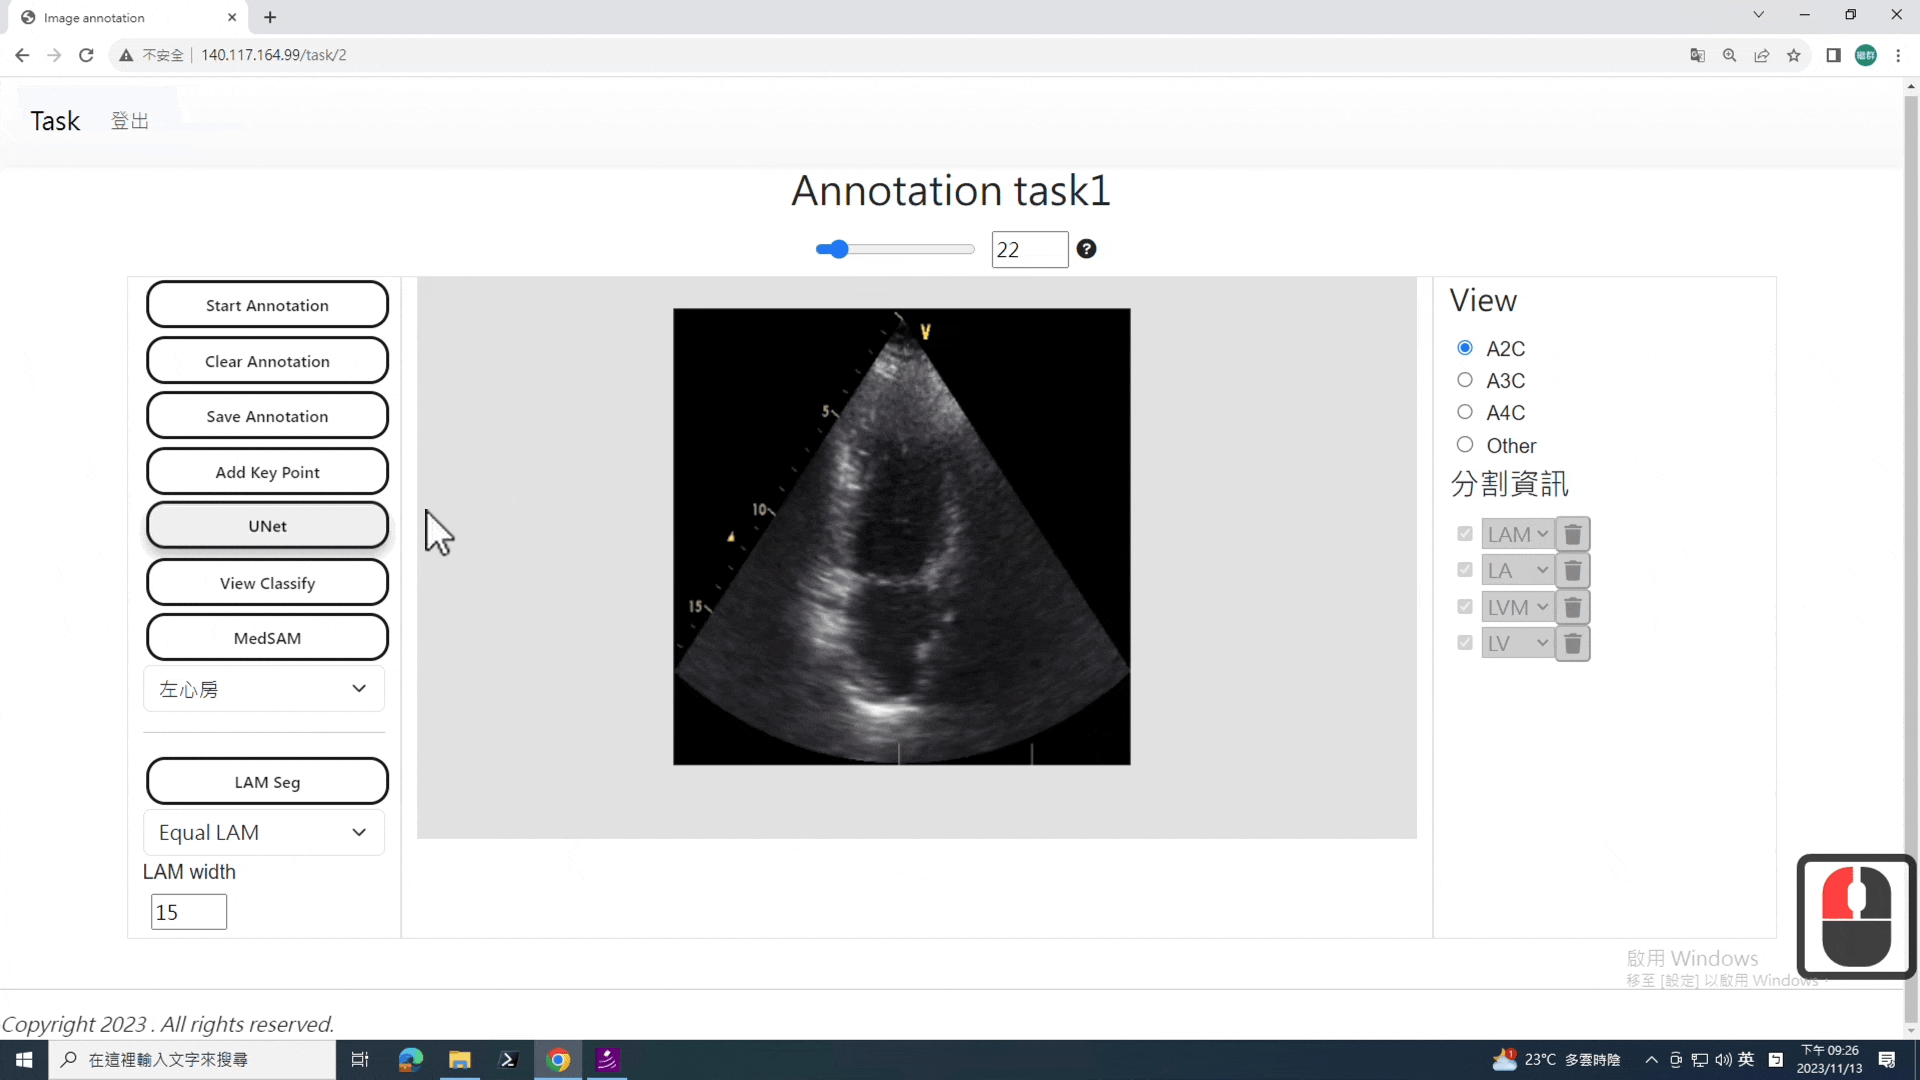 Image annotation
不安全 140.117.164.99/task/2
繼群
Task 登出
Annotation task1
22
Start Annotation
Clear Annotation
Save Annotation
Add Key Point
UNet
View Classify
MedSAM
左心房
LAM Seg
Equal LAM
LAM width
15
V
5
10
15
View
A2C
A3C
A4C
Other
分割資訊
LAM
LA
LVM
LV
啟用 Windows
移至 [設定] 以啟用 Windows。
Copyright 2023 . All rights reserved.
在這裡輸入文字來搜尋
1
23°C 多雲時陰
英
下午 09:26
2023/11/13